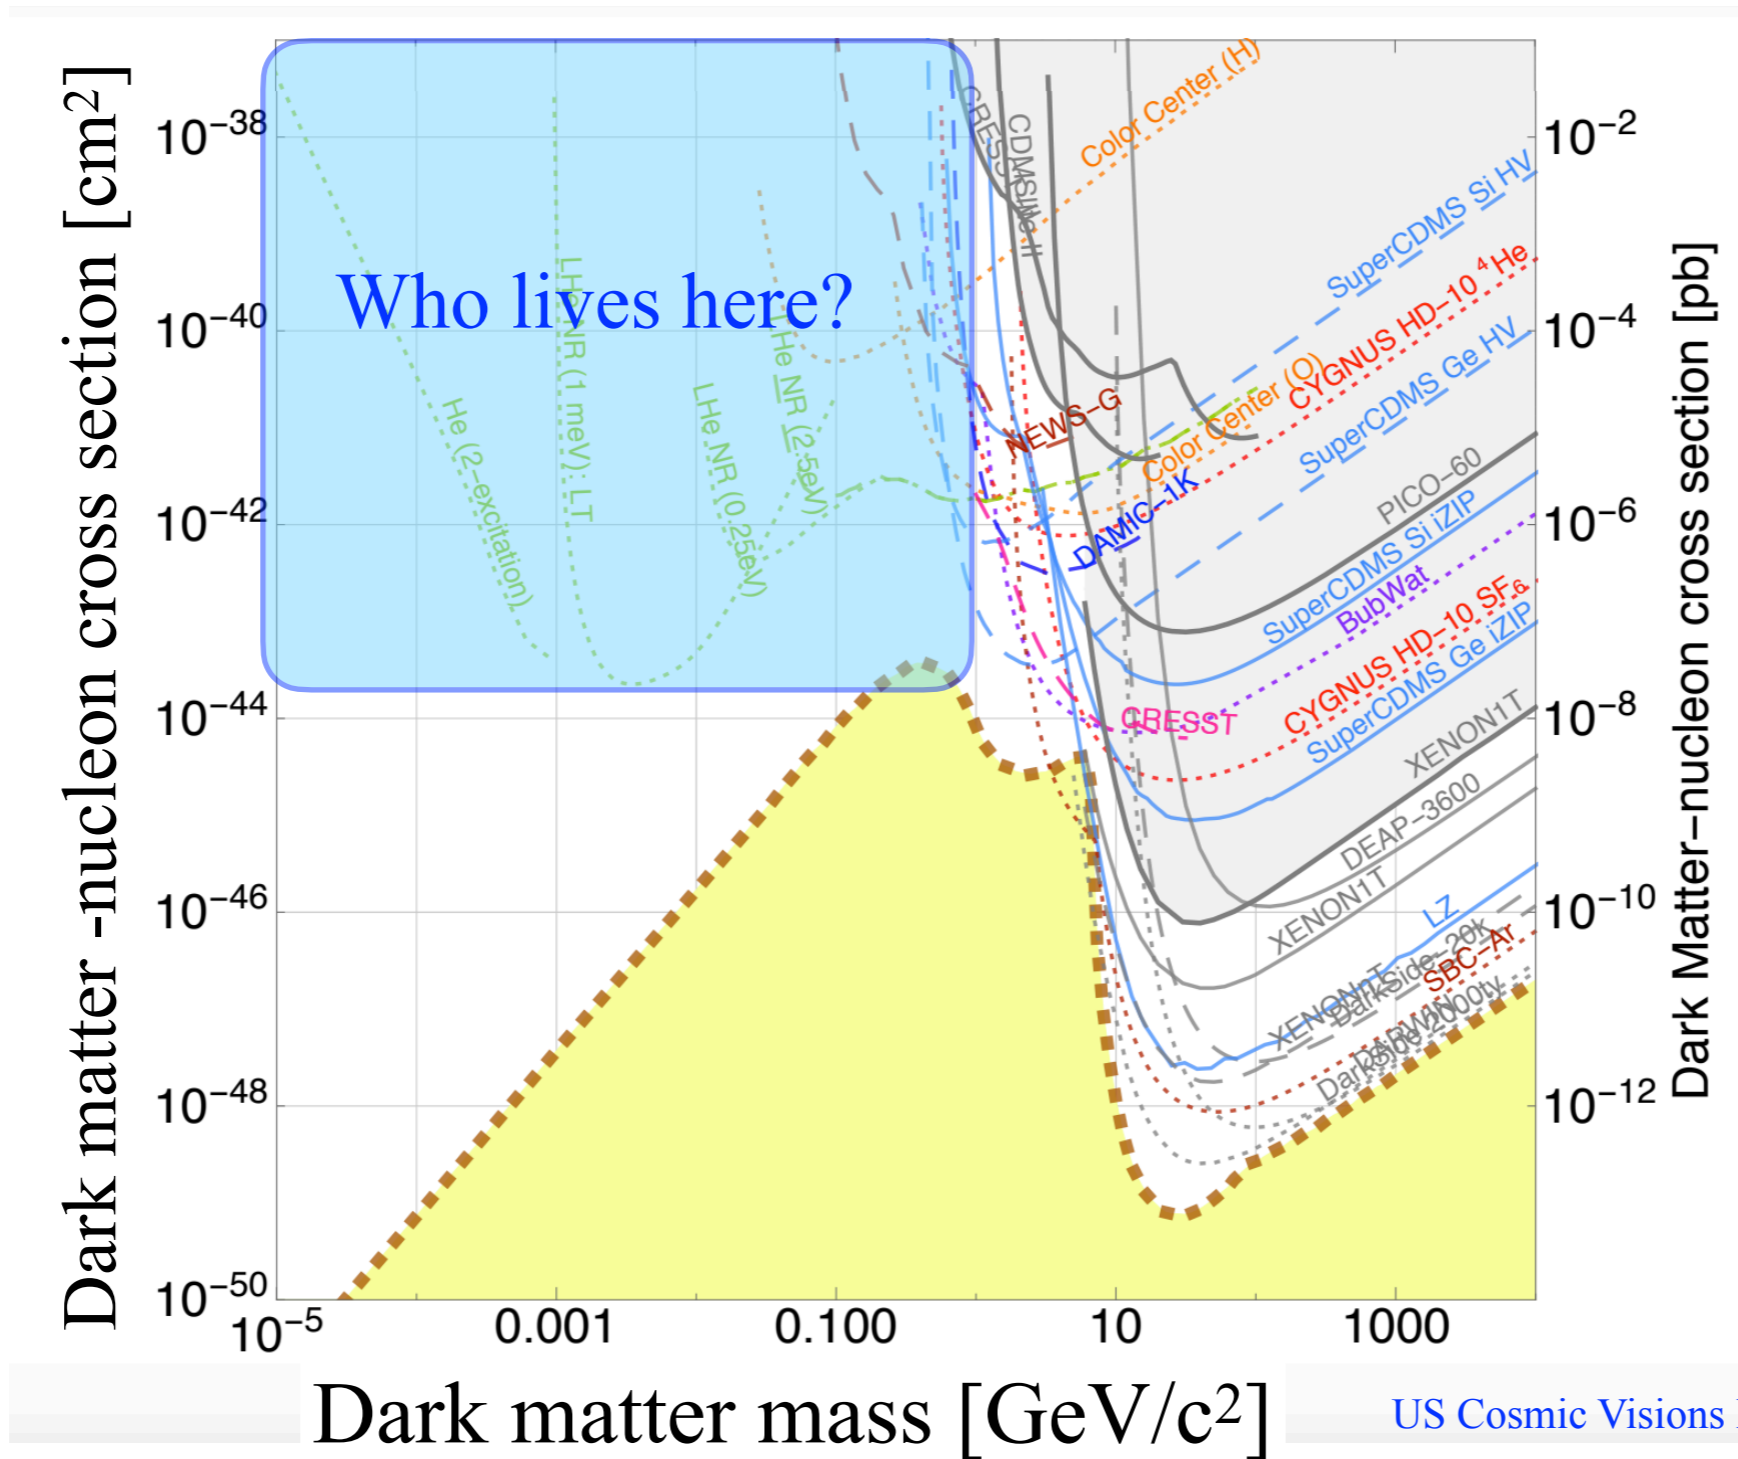 Dark matter -nucleon cross section [cm2]
10−38
10−40
10−42
10−44
10−46
10−48
10−50
Who lives here?
He (2−excitation)
LHe NR (1 meV): LT
LHe NR (0.25eV)
LHe NR (2.5eV)
Color Center (H)
SuperCDMS Si HV
CYGNUS HD−10 4He
SuperCDMS Ge HV
NEWS−G
Color Center (O)
DAMIC−1K
PICO−60
SuperCDMS Si iZIP
BubWat
CYGNUS HD−10 SF6
SuperCDMS Ge iZIP
CRESST
XENON1T
DEAP−3600
XENON1T
LZ
XENONnT
DarkSide−20k
SBC−Ar
DARWIN
10−2
10−4
10−6
10−8
10−10
10−12
Dark Matter−nucleon cross section [pb]
10−5
0.001
0.100
10
1000
Dark matter mass [GeV/c2]
US Cosmic Visions